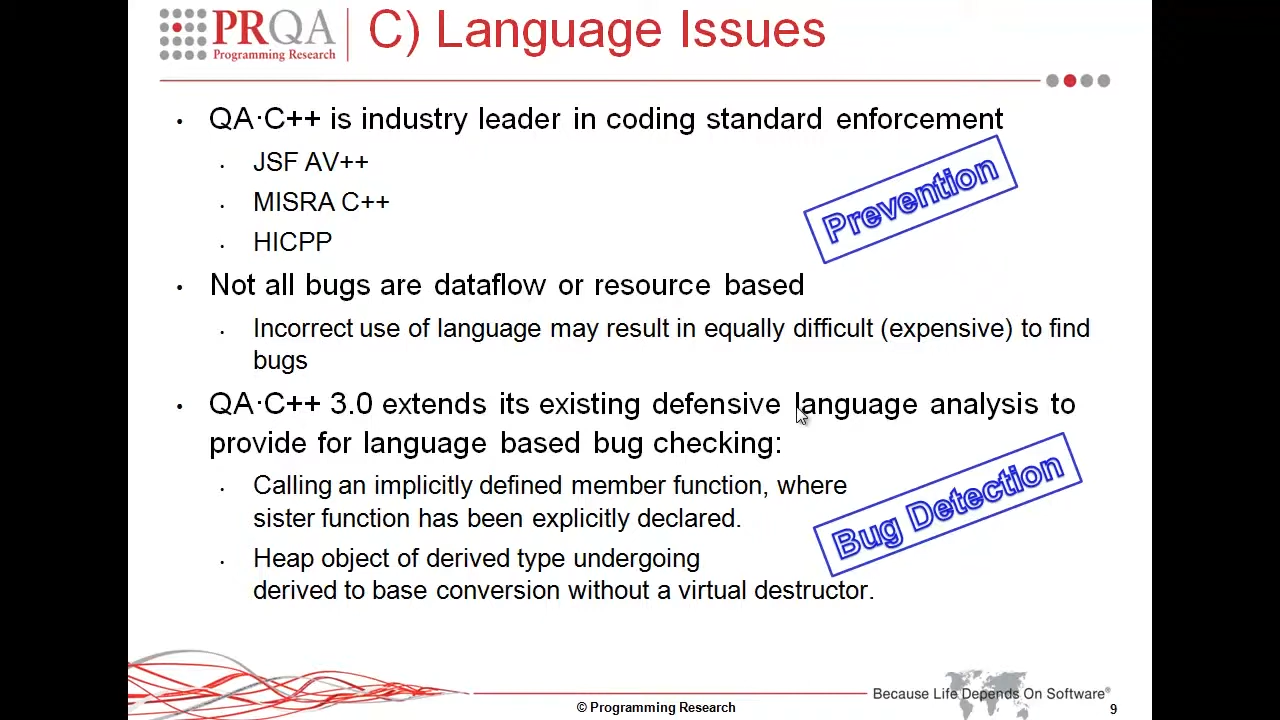 PRQA
Programming Research
C) Language Issues
• QA·C++ is industry leader in coding standard enforcement
• JSF AV++
• MISRA C++
• HICPP
Prevention
• Not all bugs are dataflow or resource based
• Incorrect use of language may result in equally difficult (expensive) to find
bugs
• QA·C++ 3.0 extends its existing defensive language analysis to
provide for language based bug checking:
• Calling an implicitly defined member function, where
sister function has been explicitly declared.
Bug Detection
• Heap object of derived type undergoing
derived to base conversion without a virtual destructor.
Because Life Depends On Software®
© Programming Research
9